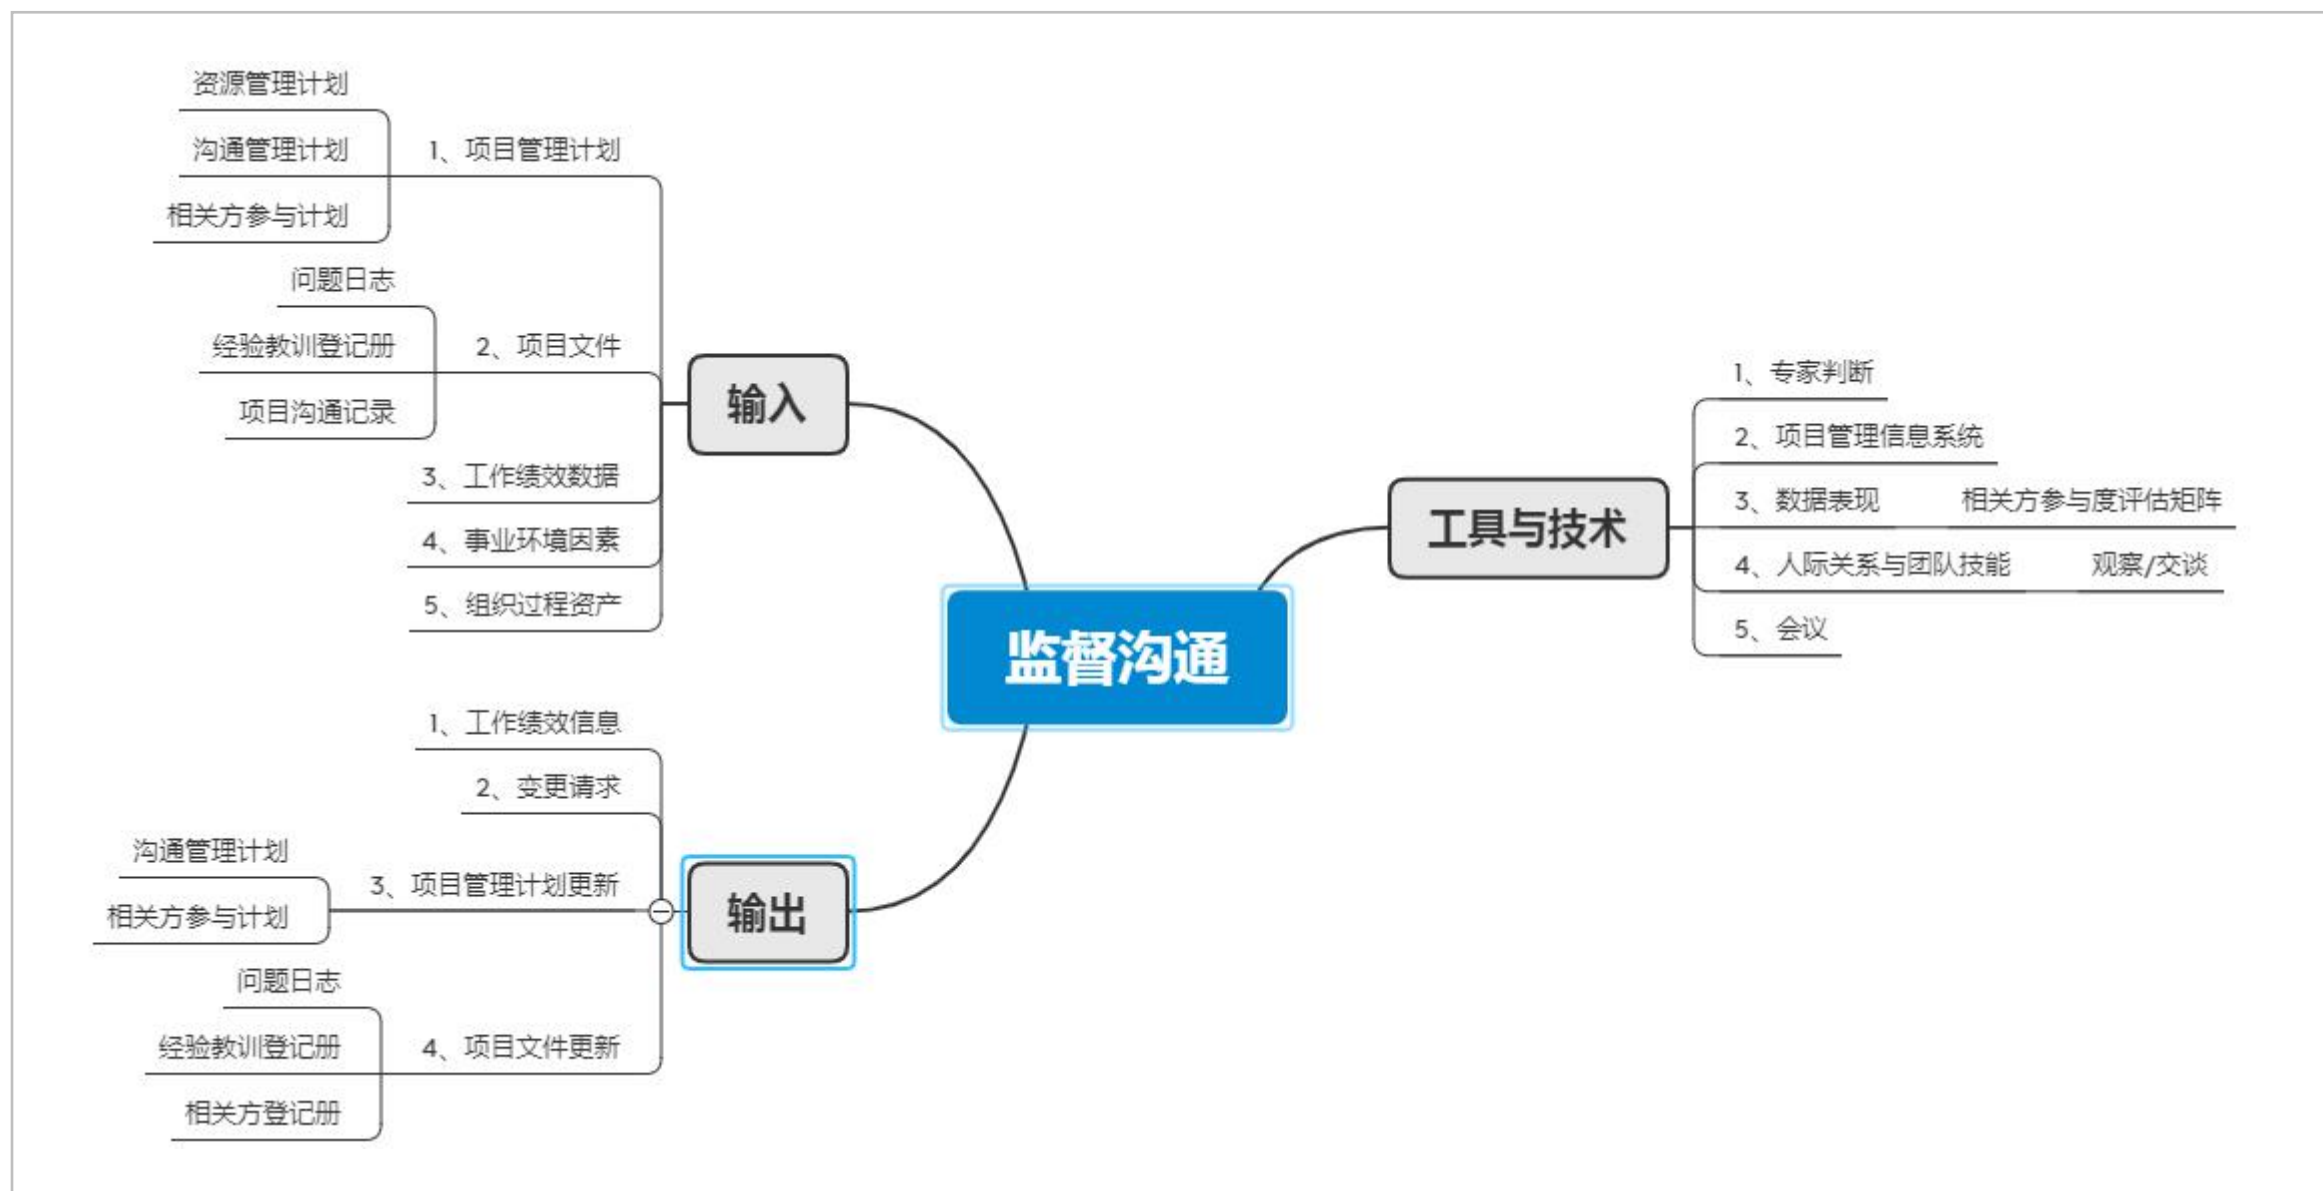 监督沟通
输入
1、项目管理计划
资源管理计划
沟通管理计划
相关方参与计划
2、项目文件
问题日志
经验教训登记册
项目沟通记录
3、工作绩效数据
4、事业环境因素
5、组织过程资产
工具与技术
1、专家判断
2、项目管理信息系统
3、数据表现
相关方参与度评估矩阵
4、人际关系与团队技能
观察/交谈
5、会议
输出
1、工作绩效信息
2、变更请求
3、项目管理计划更新
沟通管理计划
相关方参与计划
4、项目文件更新
问题日志
经验教训登记册
相关方登记册